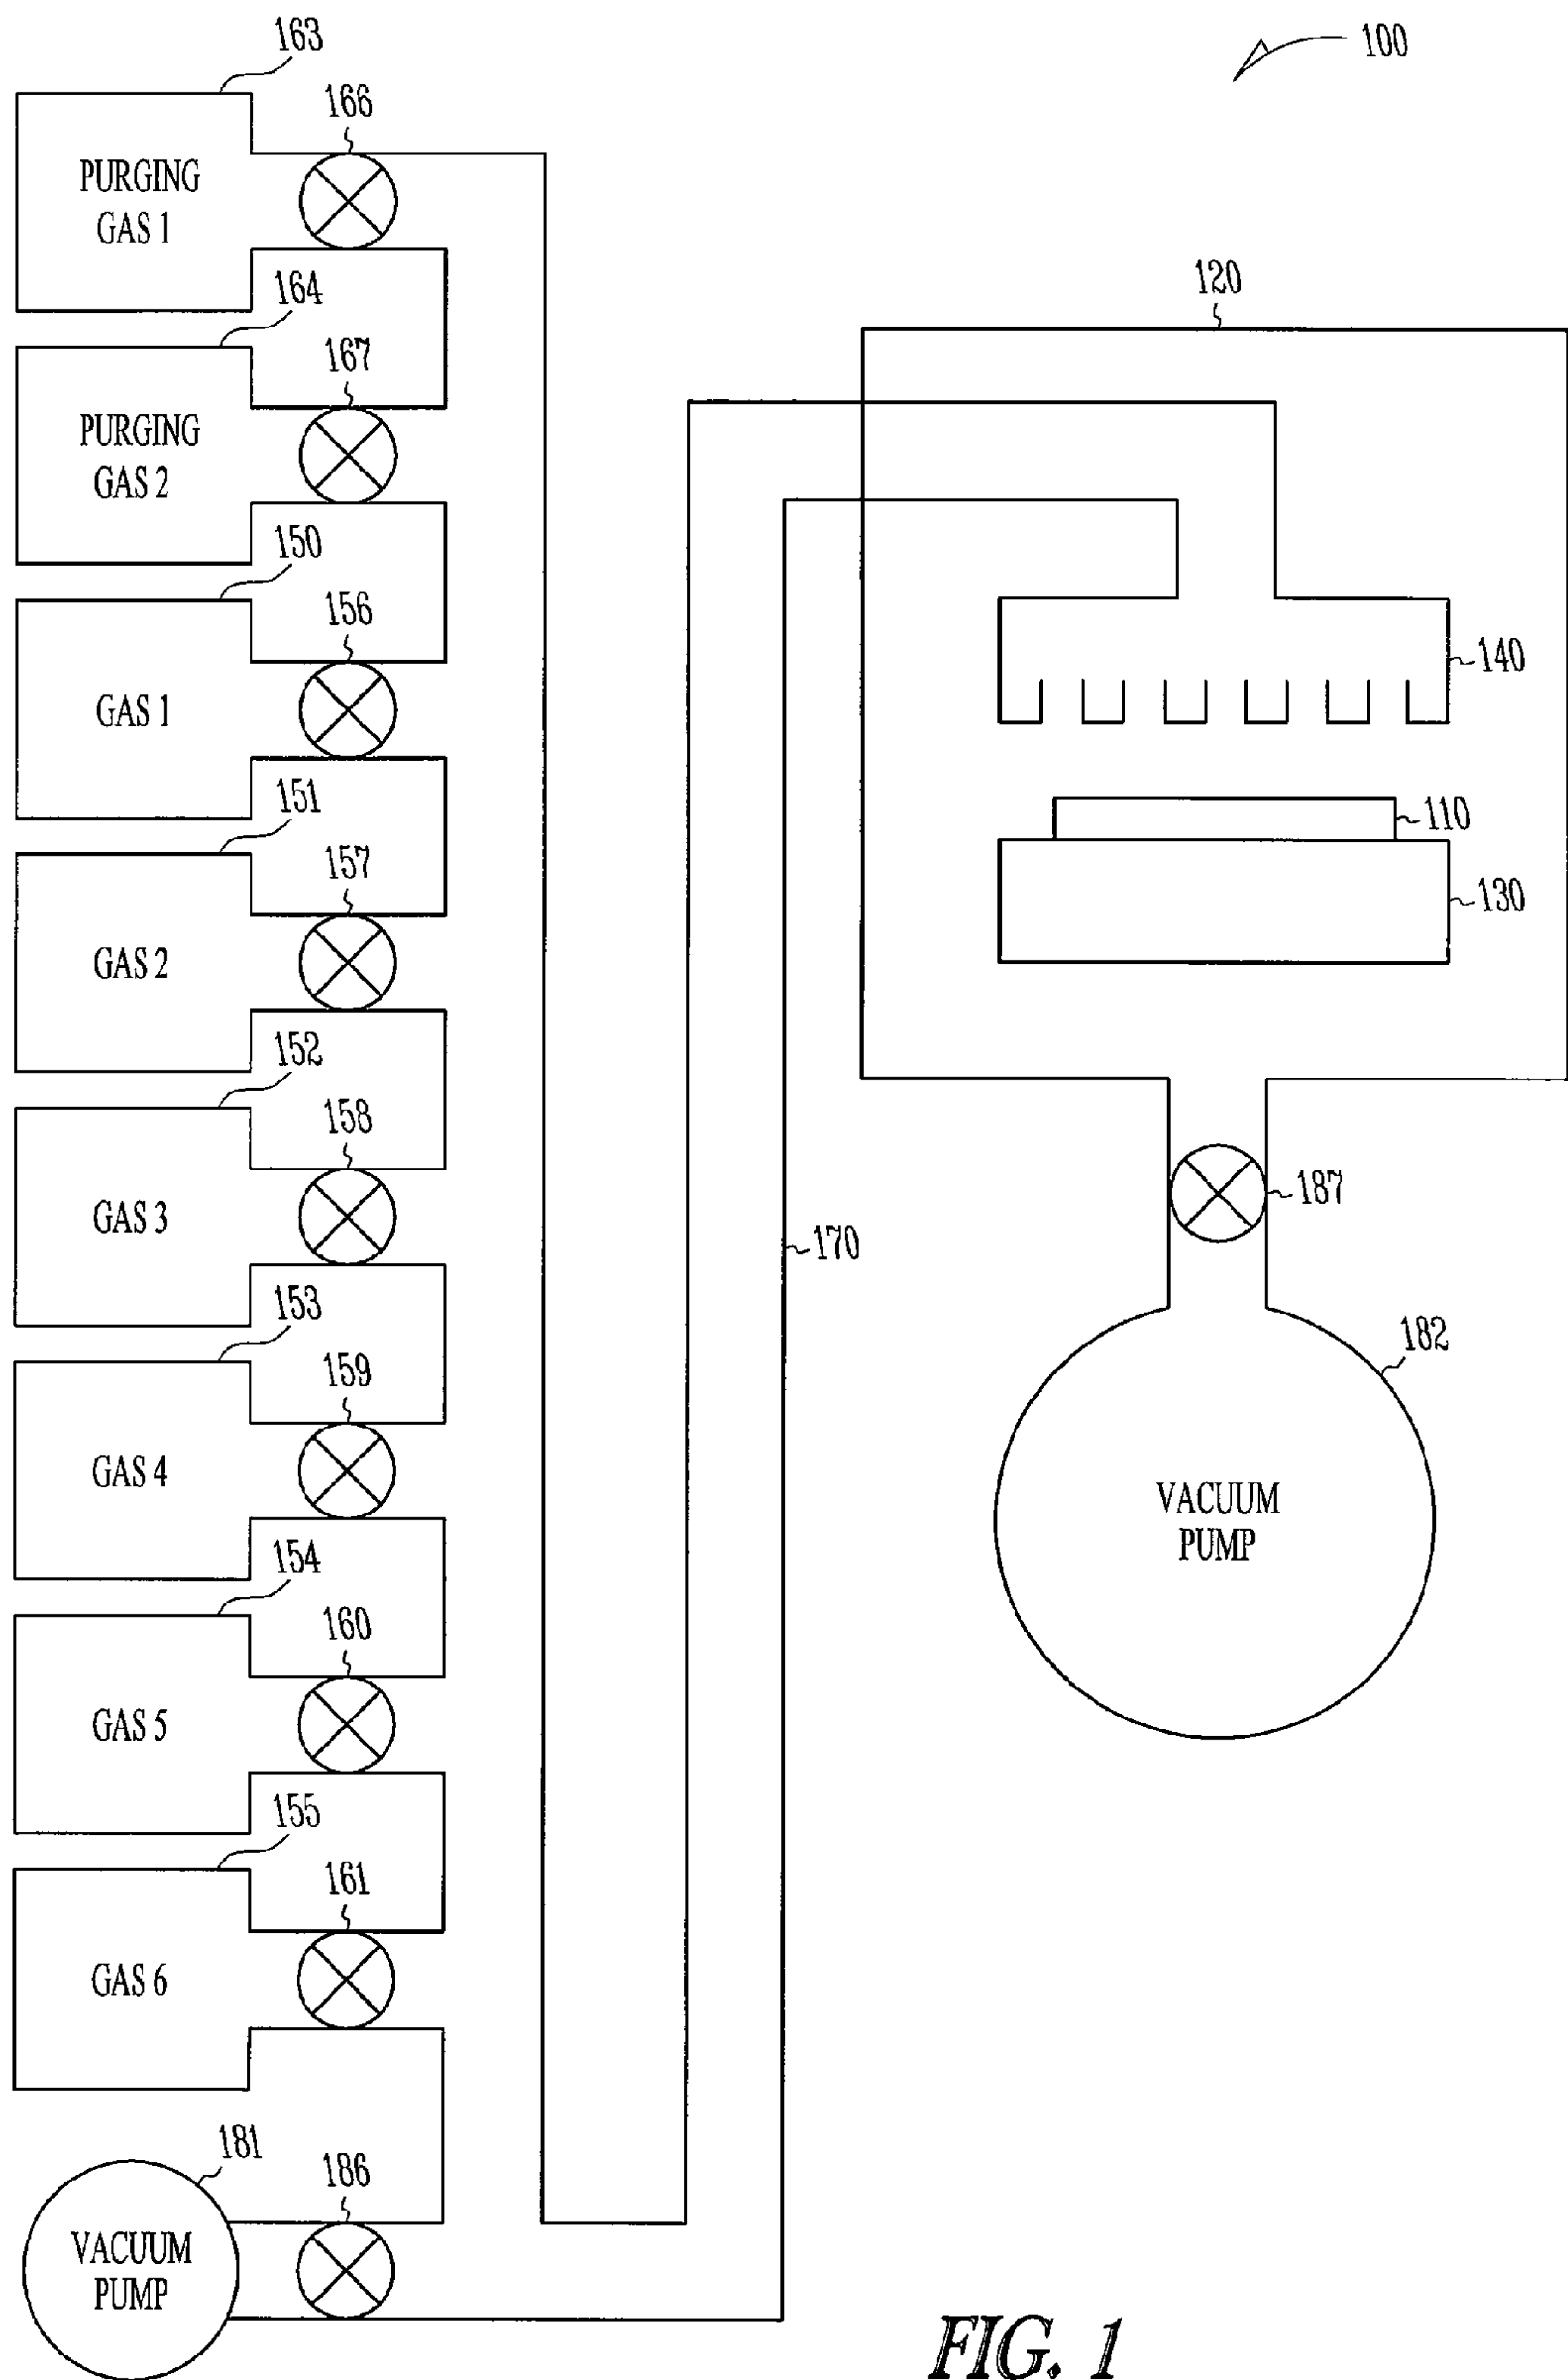 163
100
166
PURGING
GAS 1
164
120
167
PURGING
GAS 2
150
156
140
GAS 1
151
110
157
130
GAS 2
152
158
187
GAS 3
170
153
182
159
GAS 4
VACUUM
PUMP
154
160
GAS 5
155
161
GAS 6
181
186
VACUUM
PUMP
FIG. 1